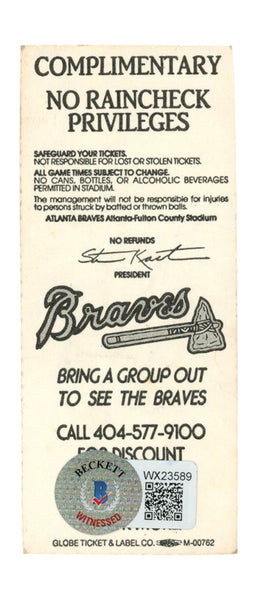 COMPLIMENTARY
NO RAINCHECK
PRIVILEGES
SAFEGUARD YOUR TICKETS.
NOT RESPONSIBLE FOR LOST OR STOLEN TICKETS.
ALL GAME TIMES SUBJECT TO CHANGE.
NO CANS, BOTTLES, OR ALCOHOLIC BEVERAGES
PERMITTED IN STADIUM.
The management will not be responsible for injuries
to persons struck by batted or thrown balls.
ATLANTA BRAVES Atlanta-Fulton County Stadium
NO REFUNDS
PRESIDENT
Braves
BRING A GROUP OUT
TO SEE THE BRAVES
CALL 404-577-9100
FOR DISCOUNT
BECKETT
B
WITNESSED
WX23589
GLOBE TICKET & LABEL CO. M-00762